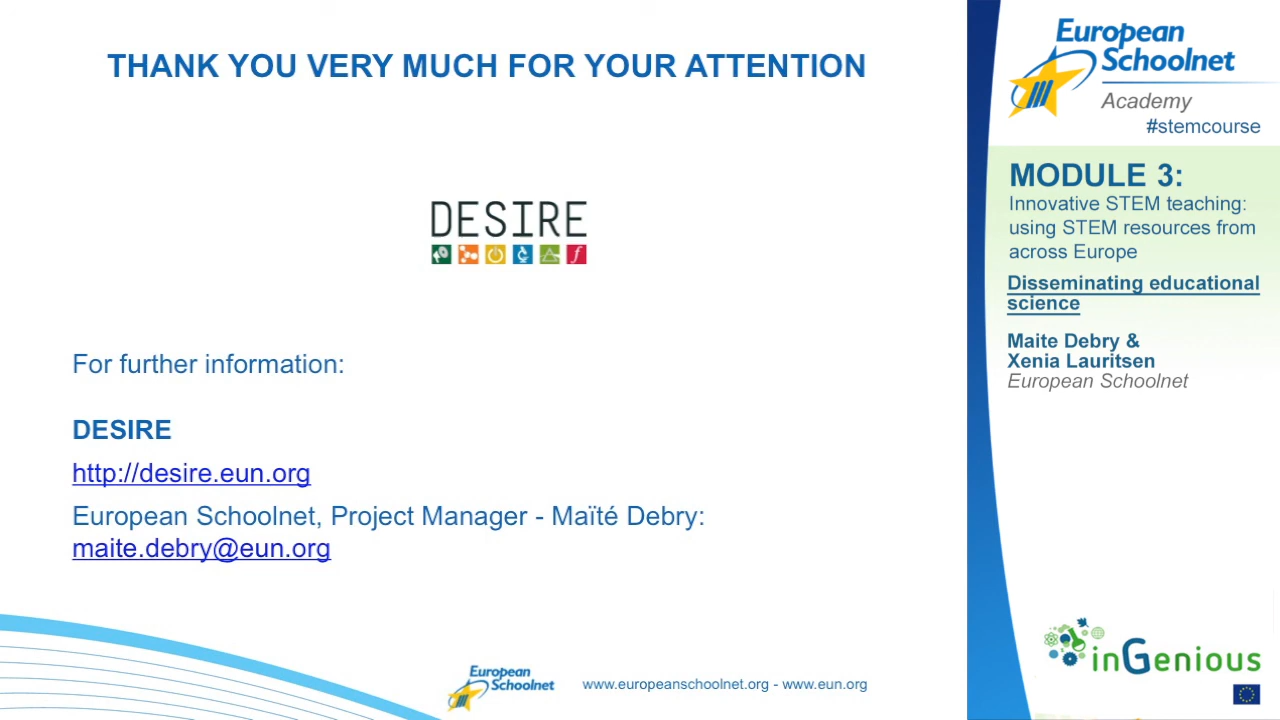 THANK YOU VERY MUCH FOR YOUR ATTENTION
DESIRE
For further information:
DESIRE
http://desire.eun.org
European Schoolnet, Project Manager - Maïté Debry:
maite.debry@eun.org
European
Schoolnet
www.europeanschoolnet.org - www.eun.org
European
Schoolnet
Academy
#stemcourse
MODULE 3:
Innovative STEM teaching:
using STEM resources from
across Europe
Disseminating educational
science
Maite Debry &
Xenia Lauritsen
European Schoolnet
inGenious